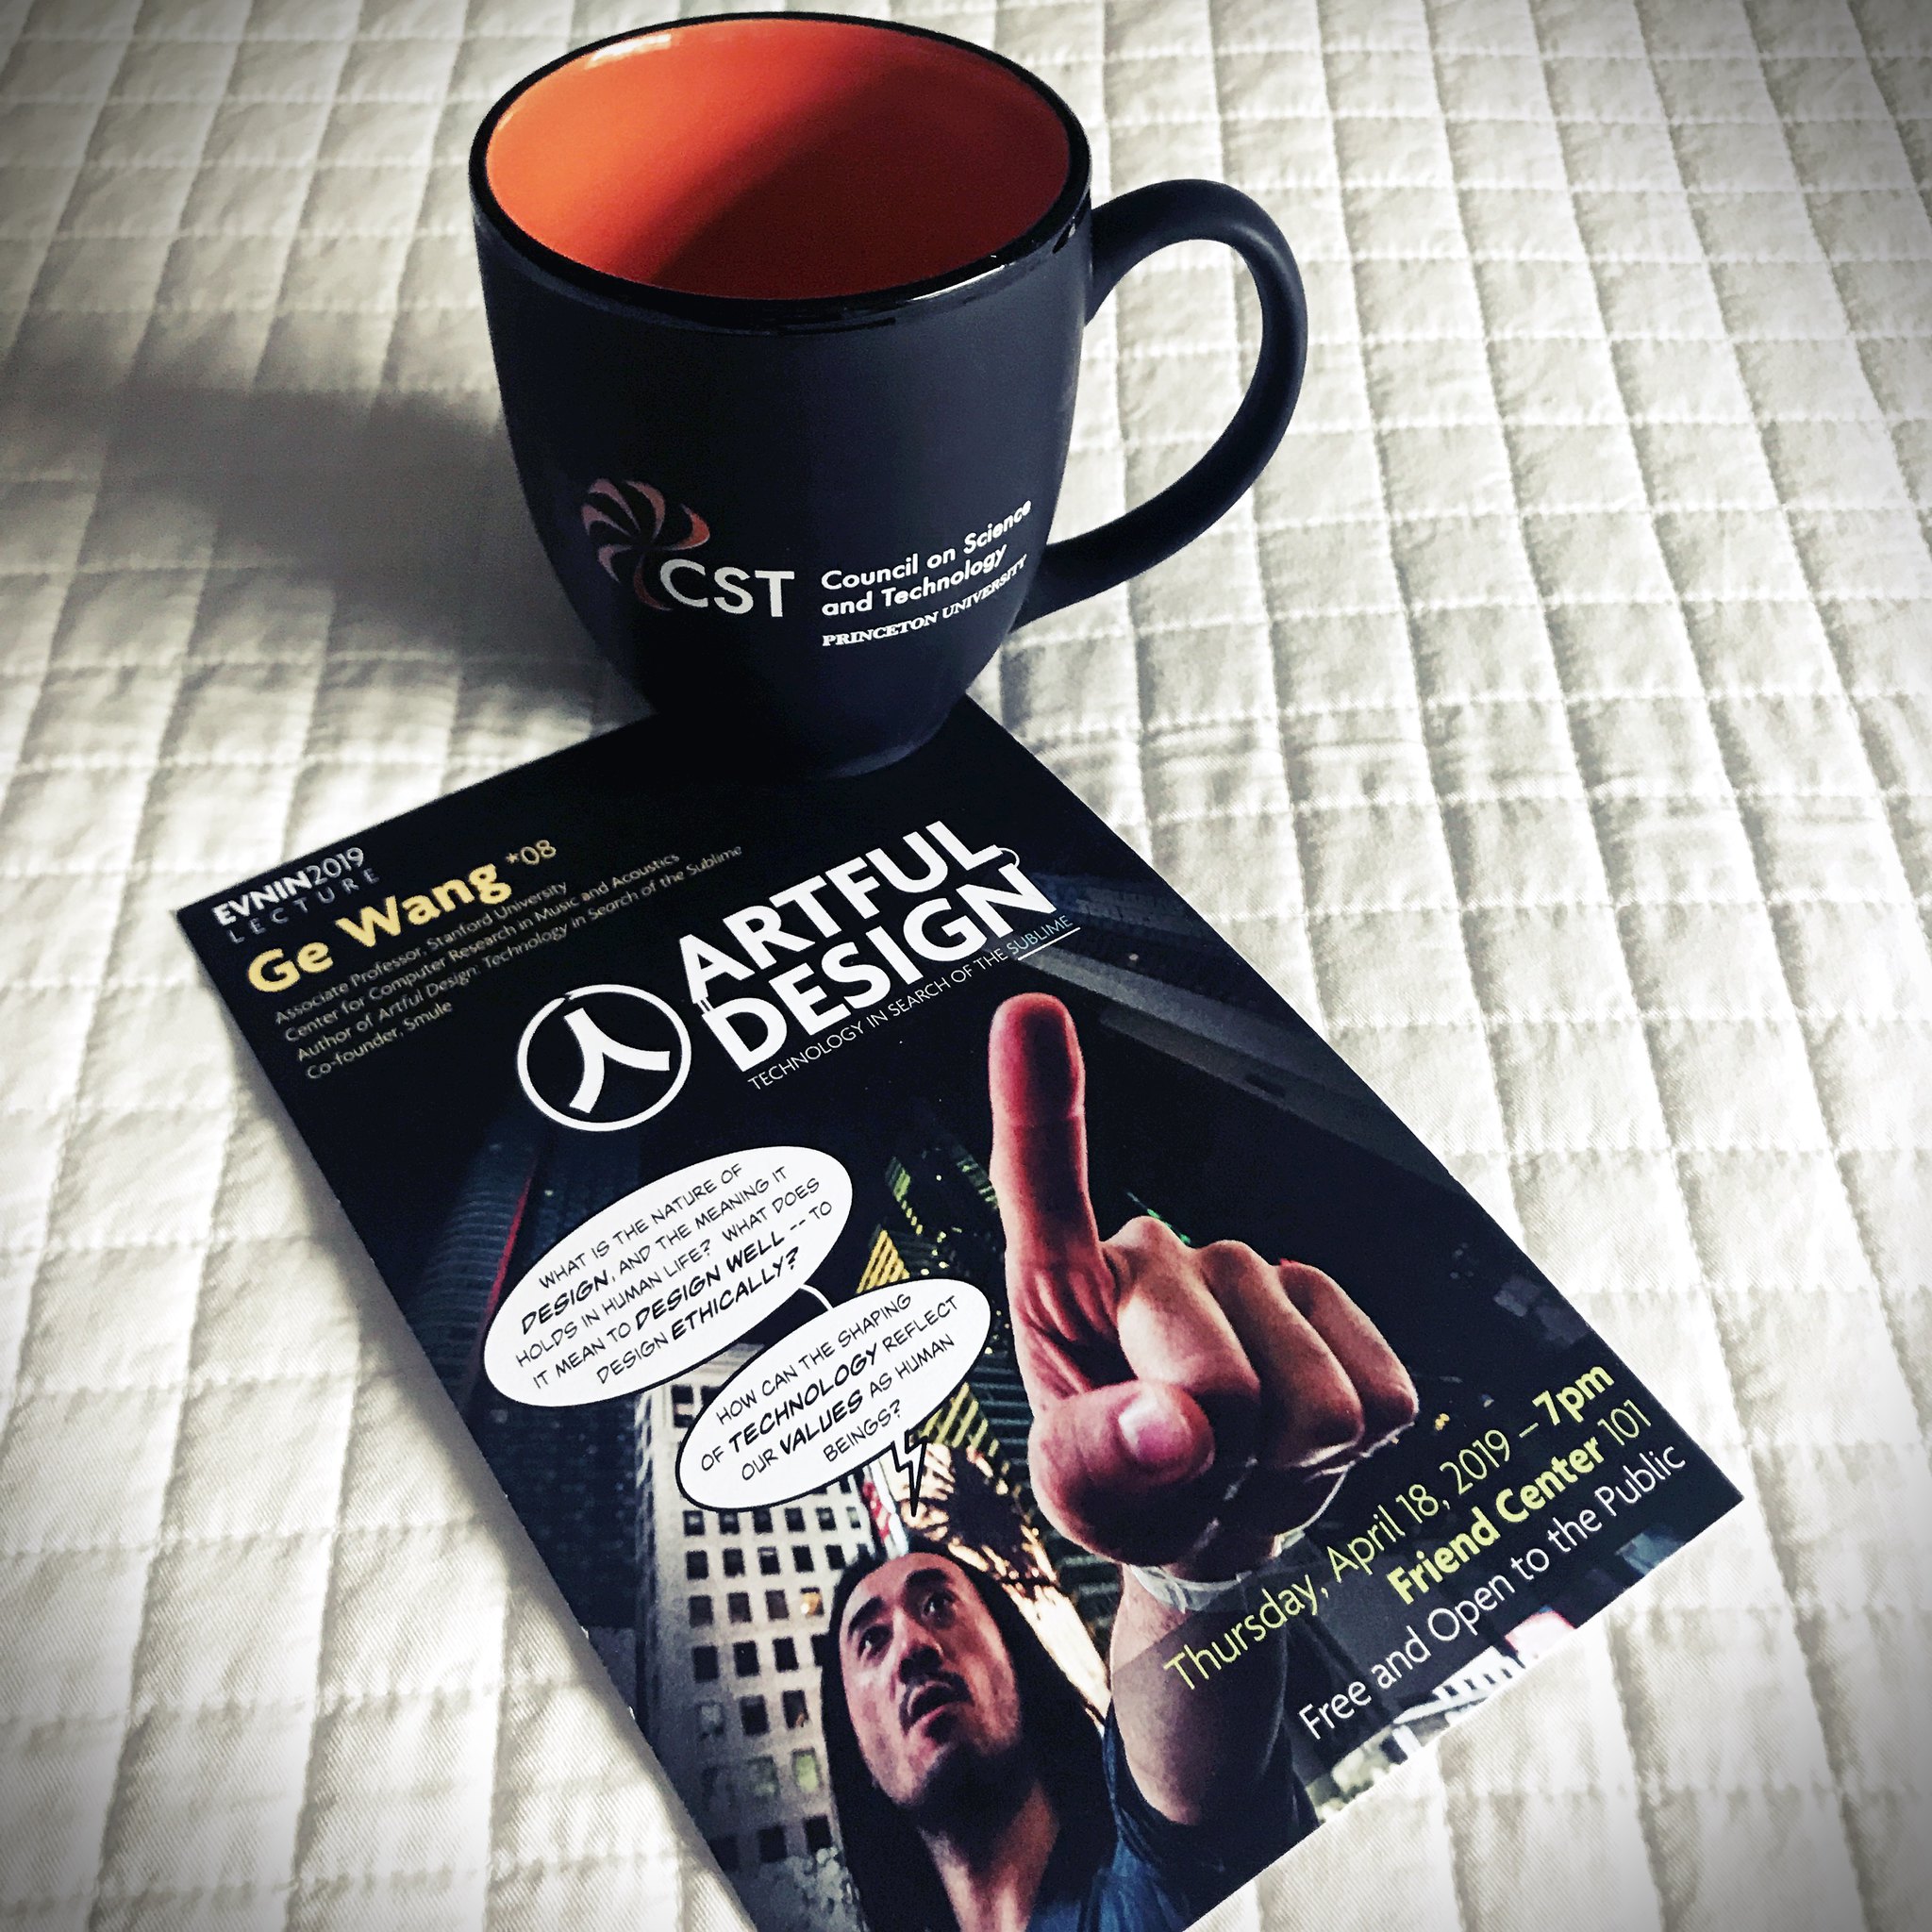 CST
Council on Science
and Technology
PRINCETON UNIVERSITY
EVNIN2019
LECTURE
Ge Wang *08
Associate Professor, Stanford University
Center for Computer Research in Music and Acoustics
Author of Artful Design: Technology in Search of the Sublime
Co-founder, Smule
人
ARTFUL
DESIGN
TECHNOLOGY IN SEARCH OF THE SUBLIME
WHAT IS THE NATURE OF
DESIGN, AND THE MEANING IT
HOLDS IN HUMAN LIFE? WHAT DOES
IT MEAN TO DESIGN WELL -- TO
DESIGN ETHICALLY?
HOW CAN THE SHAPING
OF TECHNOLOGY REFLECT
OUR VALUES AS HUMAN
BEINGS?
Thursday, April 18, 2019 — 7pm
Friend Center 101
Free and Open to the Public